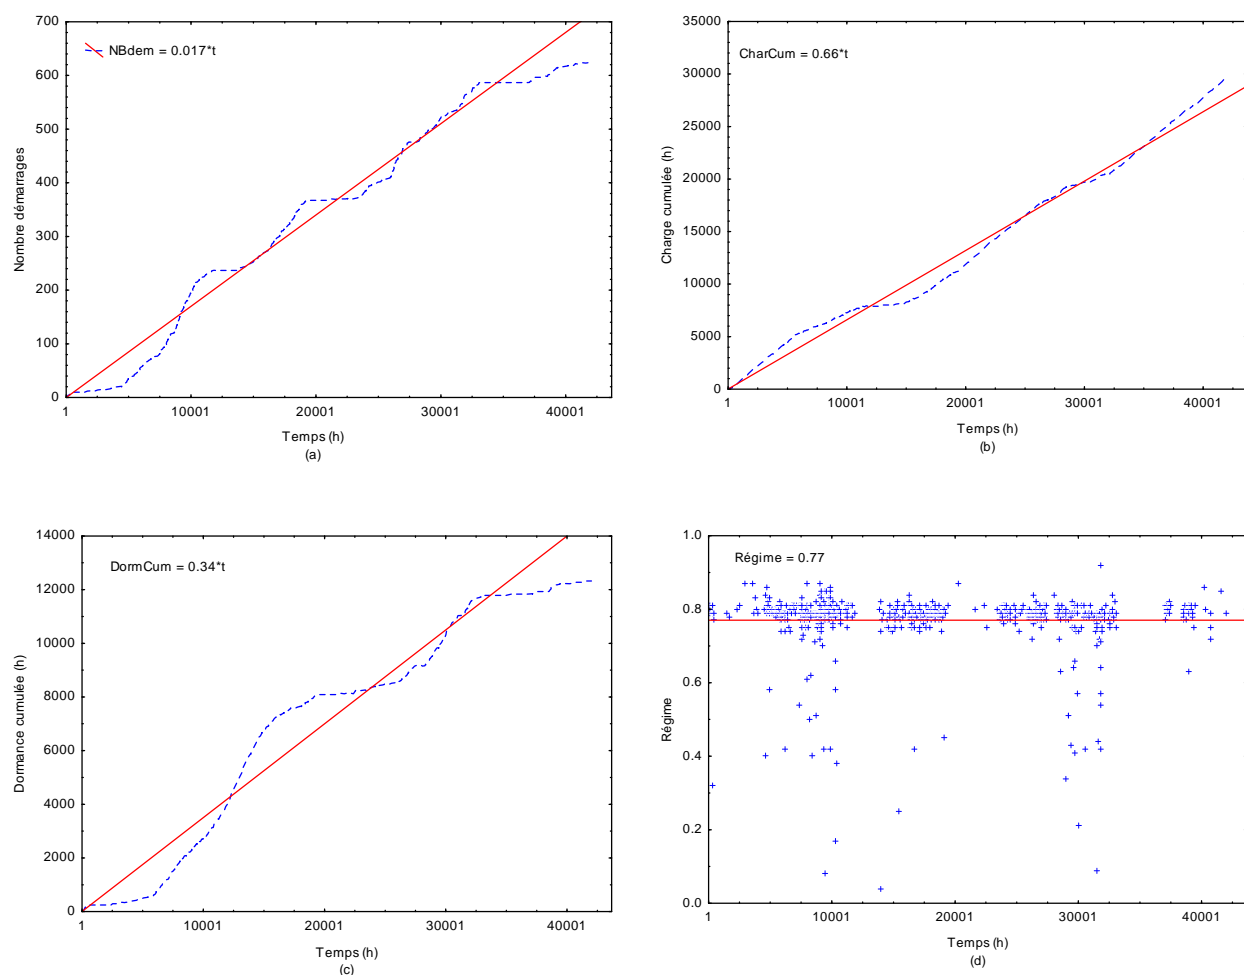 700
600
500
400
300
200
100
0
NBdem = 0.017*t
Nombre démarrages
1 10001 20001 30001 40001
Temps (h)
(a)
35000
30000
25000
20000
15000
10000
5000
0
CharCum = 0.66*t
Charge cumulée (h)
1 10001 20001 30001 40001
Temps (h)
(b)
14000
12000
10000
8000
6000
4000
2000
0
DormCum = 0.34*t
Dormance cumulée (h)
1 10001 20001 30001 40001
Temps (h)
(c)
1.0
0.8
0.6
0.4
0.2
0.0
Régime = 0.77
Régime
1 10001 20001 30001 40001
Temps (h)
(d)